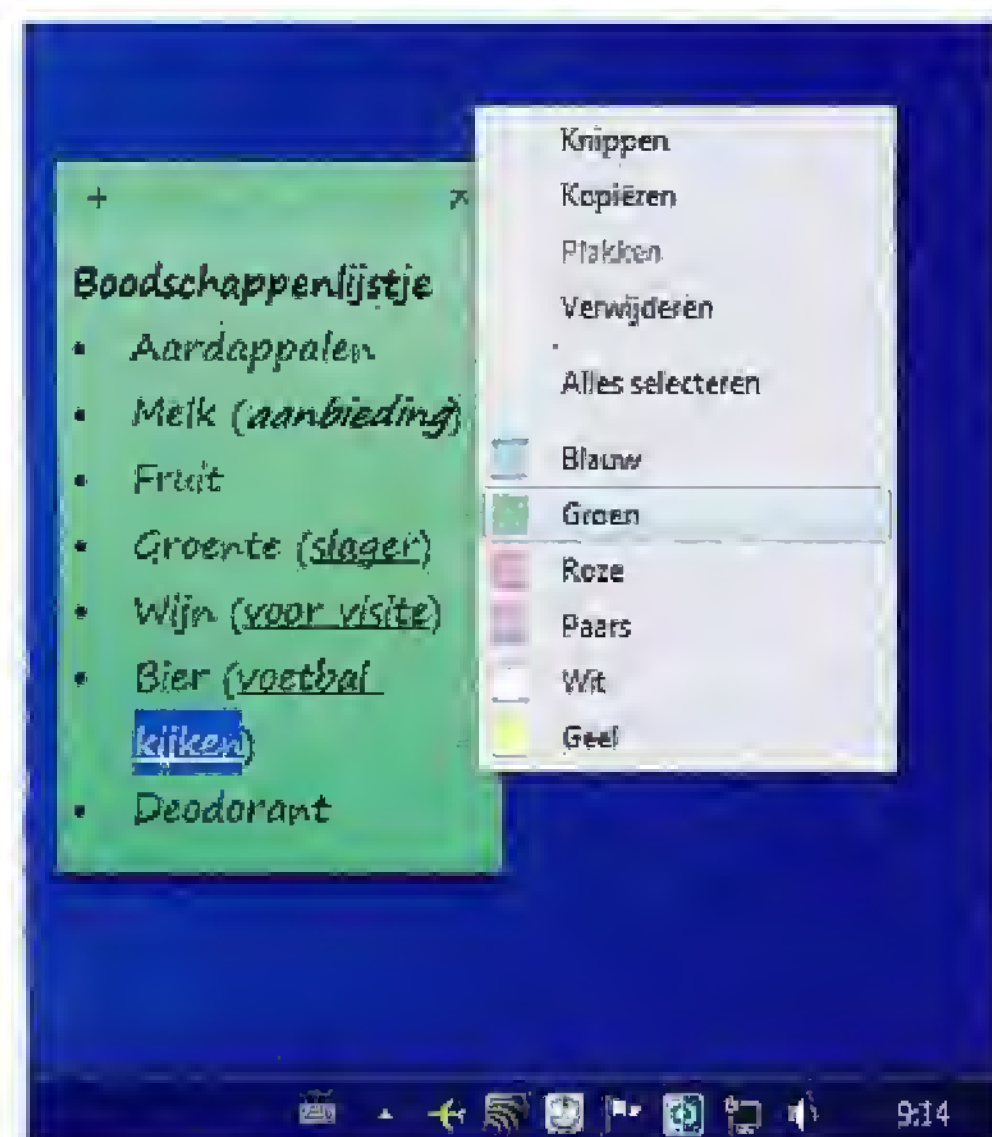 +
Boodschappenlijstje
• Aardappalen
• Melk (aanbieding)
• Fruit
• Groente (slager)
• Wijn (voor visite)
• Bier (voetbal
kijken)
• Deodorant
Knippen
Kopiëren
Plakken
Verwijderen
Alles selecteren
Blauw
Groen
Roze
Paars
Wit
Geel
9:14